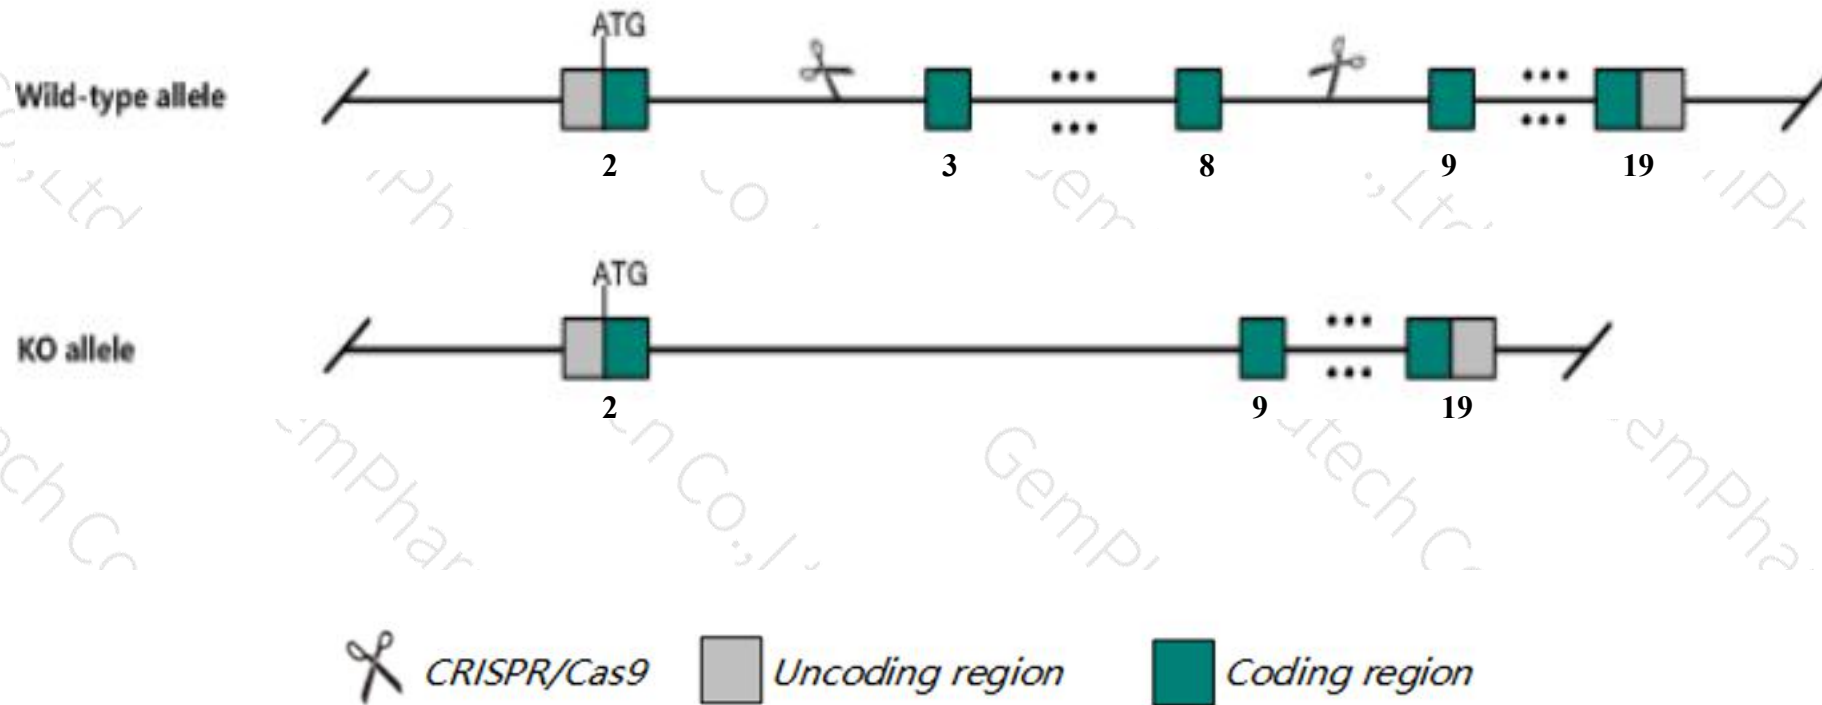 ATG
Wild-type allele
2 3 8 9 19
ATG
KO allele
2 9 19
CRISPR/Cas9 Uncoding region Coding region